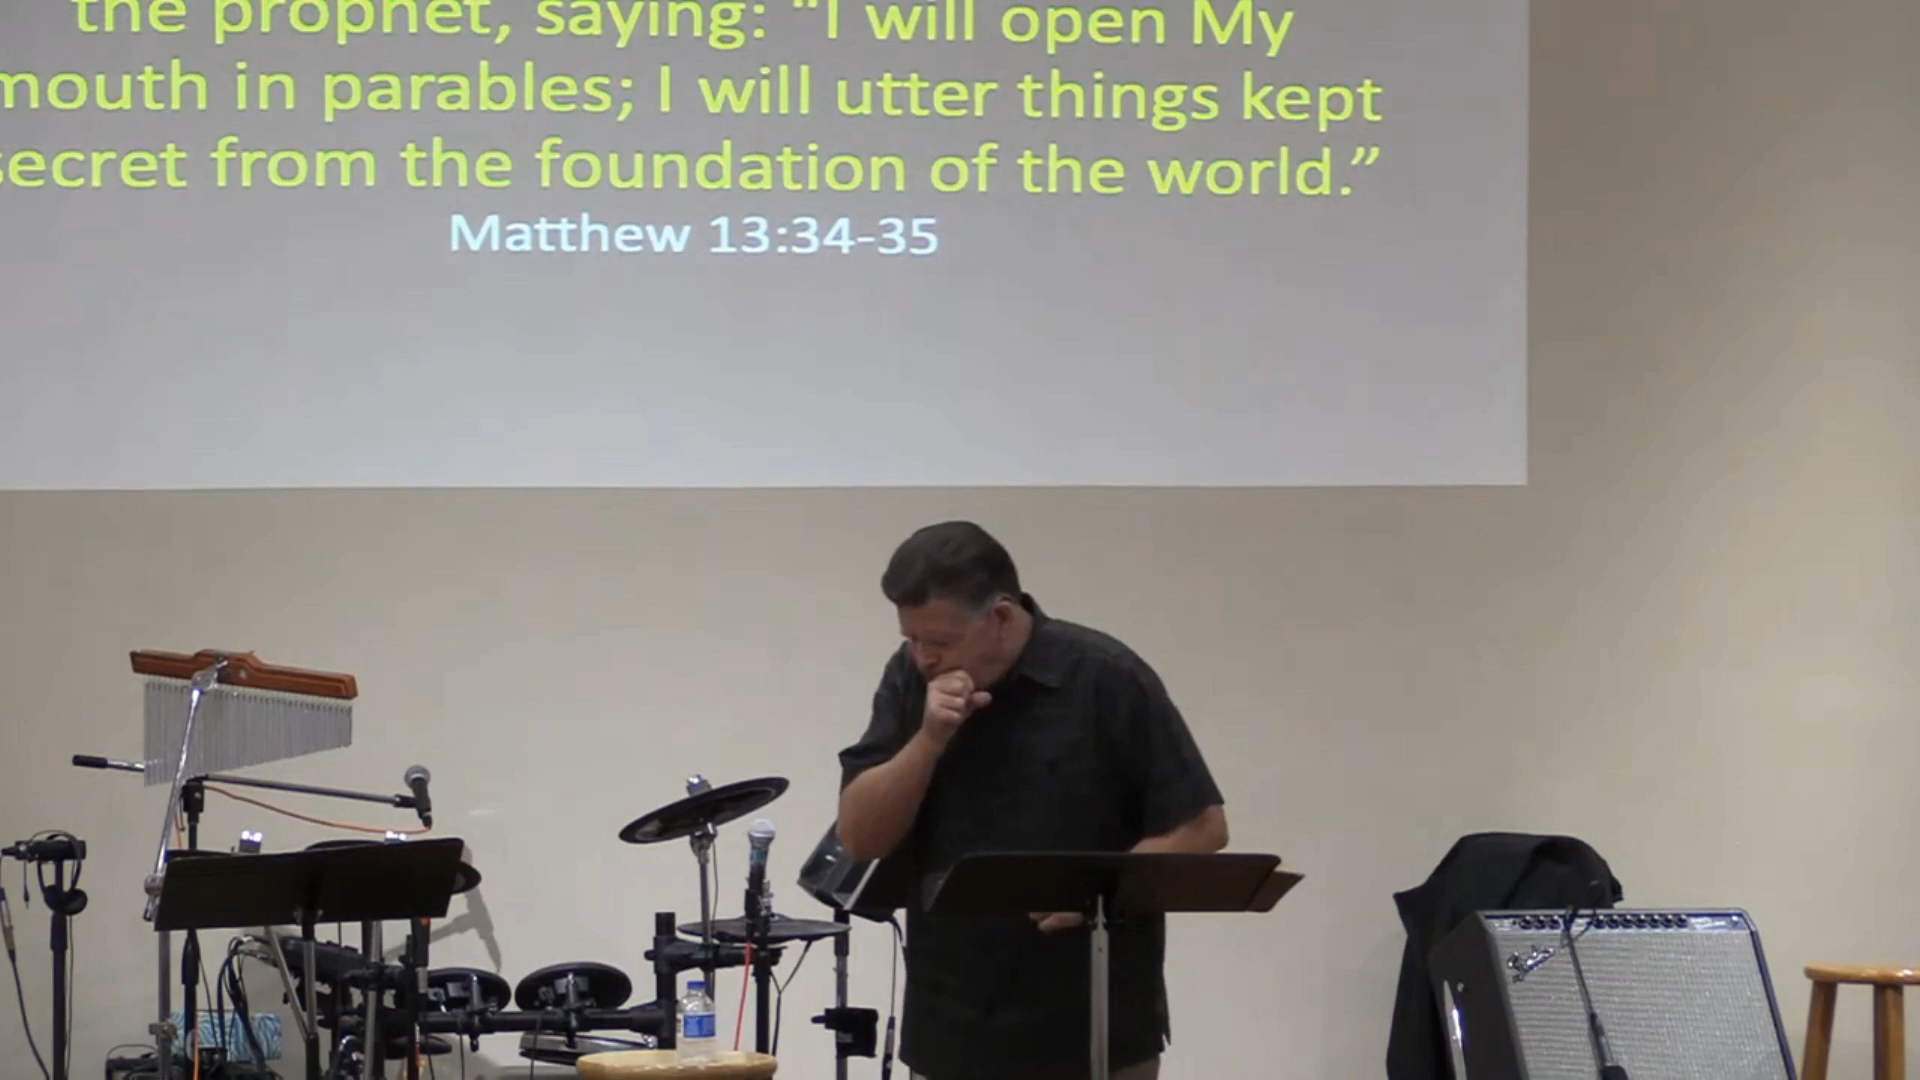 the prophet, saying: “I will open My
mouth in parables; I will utter things kept
secret from the foundation of the world.”
Matthew 13:34-35
Fender